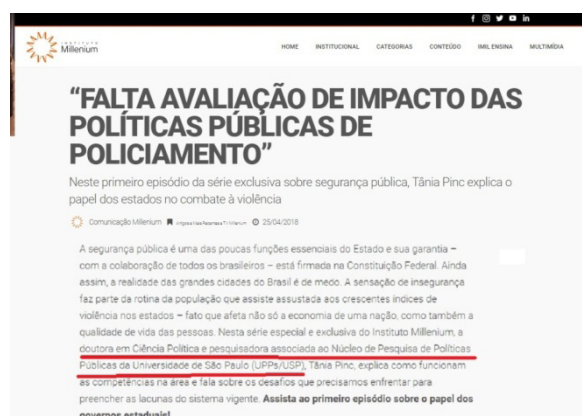 INSTITUTO
Millenium
HOME INSTITUCIONAL CATEGORIAS CONTEÚDO IMIL ENSINA MULTIMÍDIA
“FALTA AVALIAÇÃO DE IMPACTO DAS
POLÍTICAS PÚBLICAS DE
POLICIAMENTO”
Neste primeiro episódio da série exclusiva sobre segurança pública, Tânia Pinc explica o
papel dos estados no combate à violência
Comunicação Millenium 25/04/2018
A segurança pública é uma das poucas funções essenciais do Estado e sua garantia –
com a colaboração de todos os brasileiros – está firmada na Constituição Federal. Ainda
assim, a realidade das grandes cidades do Brasil é de medo. A sensação de insegurança
faz parte da rotina da população que assiste assustada aos crescentes índices de
violência nos estados – fato que afeta não só a economia de uma nação, como também a
qualidade de vida das pessoas. Nesta série especial e exclusiva do Instituto Millenium, a
doutora em Ciência Política e pesquisadora associada ao Núcleo de Pesquisa de Políticas
Públicas da Universidade de São Paulo (UPPs/USP), Tânia Pinc, explica como funcionam
as competências na área e fala sobre os desafios que precisamos enfrentar para
preencher as lacunas do sistema vigente. Assista ao primeiro episódio sobre o papel dos
governos estaduais!